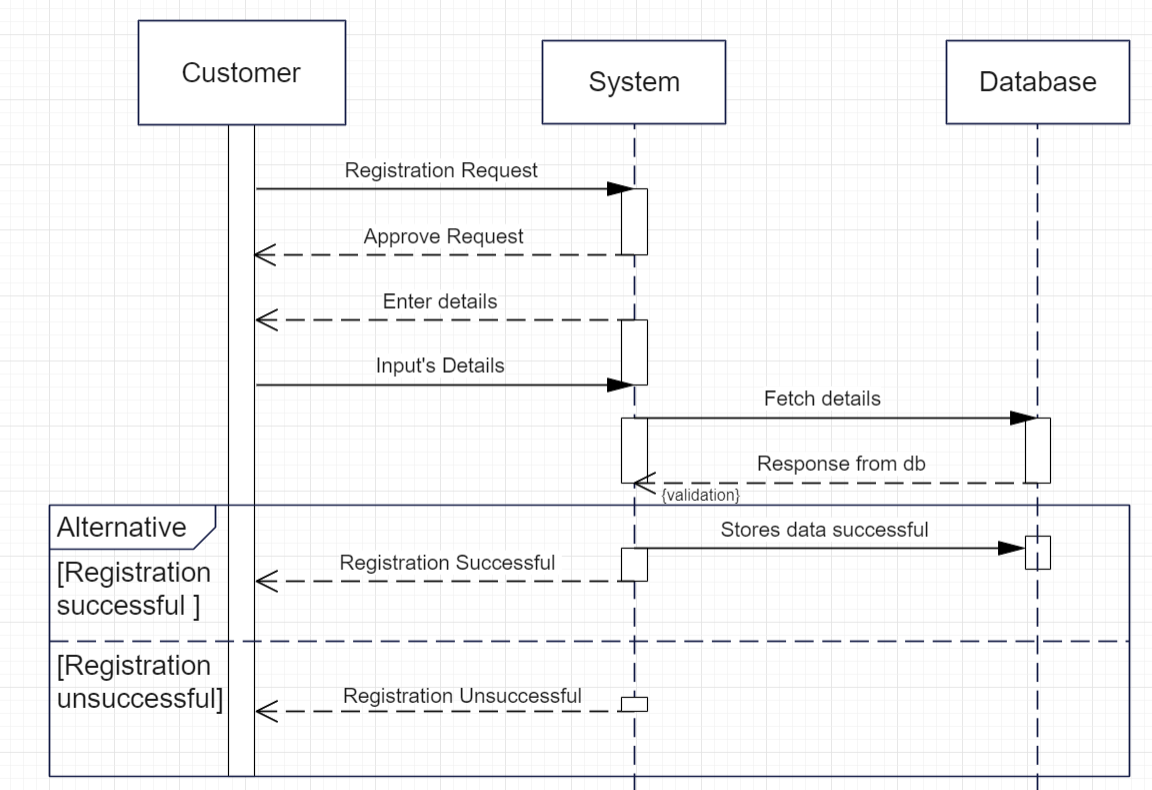 Customer
System
Database
Registration Request
Approve Request
Enter details
Input's Details
Fetch details
Response from db
{validation}
Alternative
Stores data successful
[Registration
successful ]
Registration Successful
[Registration
unsuccessful]
Registration Unsuccessful